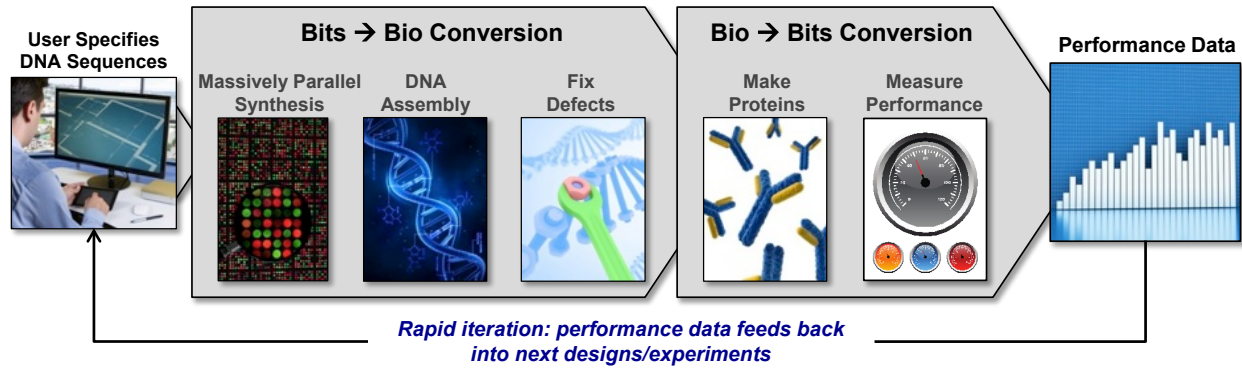 User Specifies
DNA Sequences
Bits → Bio Conversion
Massively Parallel
Synthesis
DNA
Assembly
Fix
Defects
Bio → Bits Conversion
Make
Proteins
Measure
Performance
Performance Data
Rapid iteration: performance data feeds back
into next designs/experiments